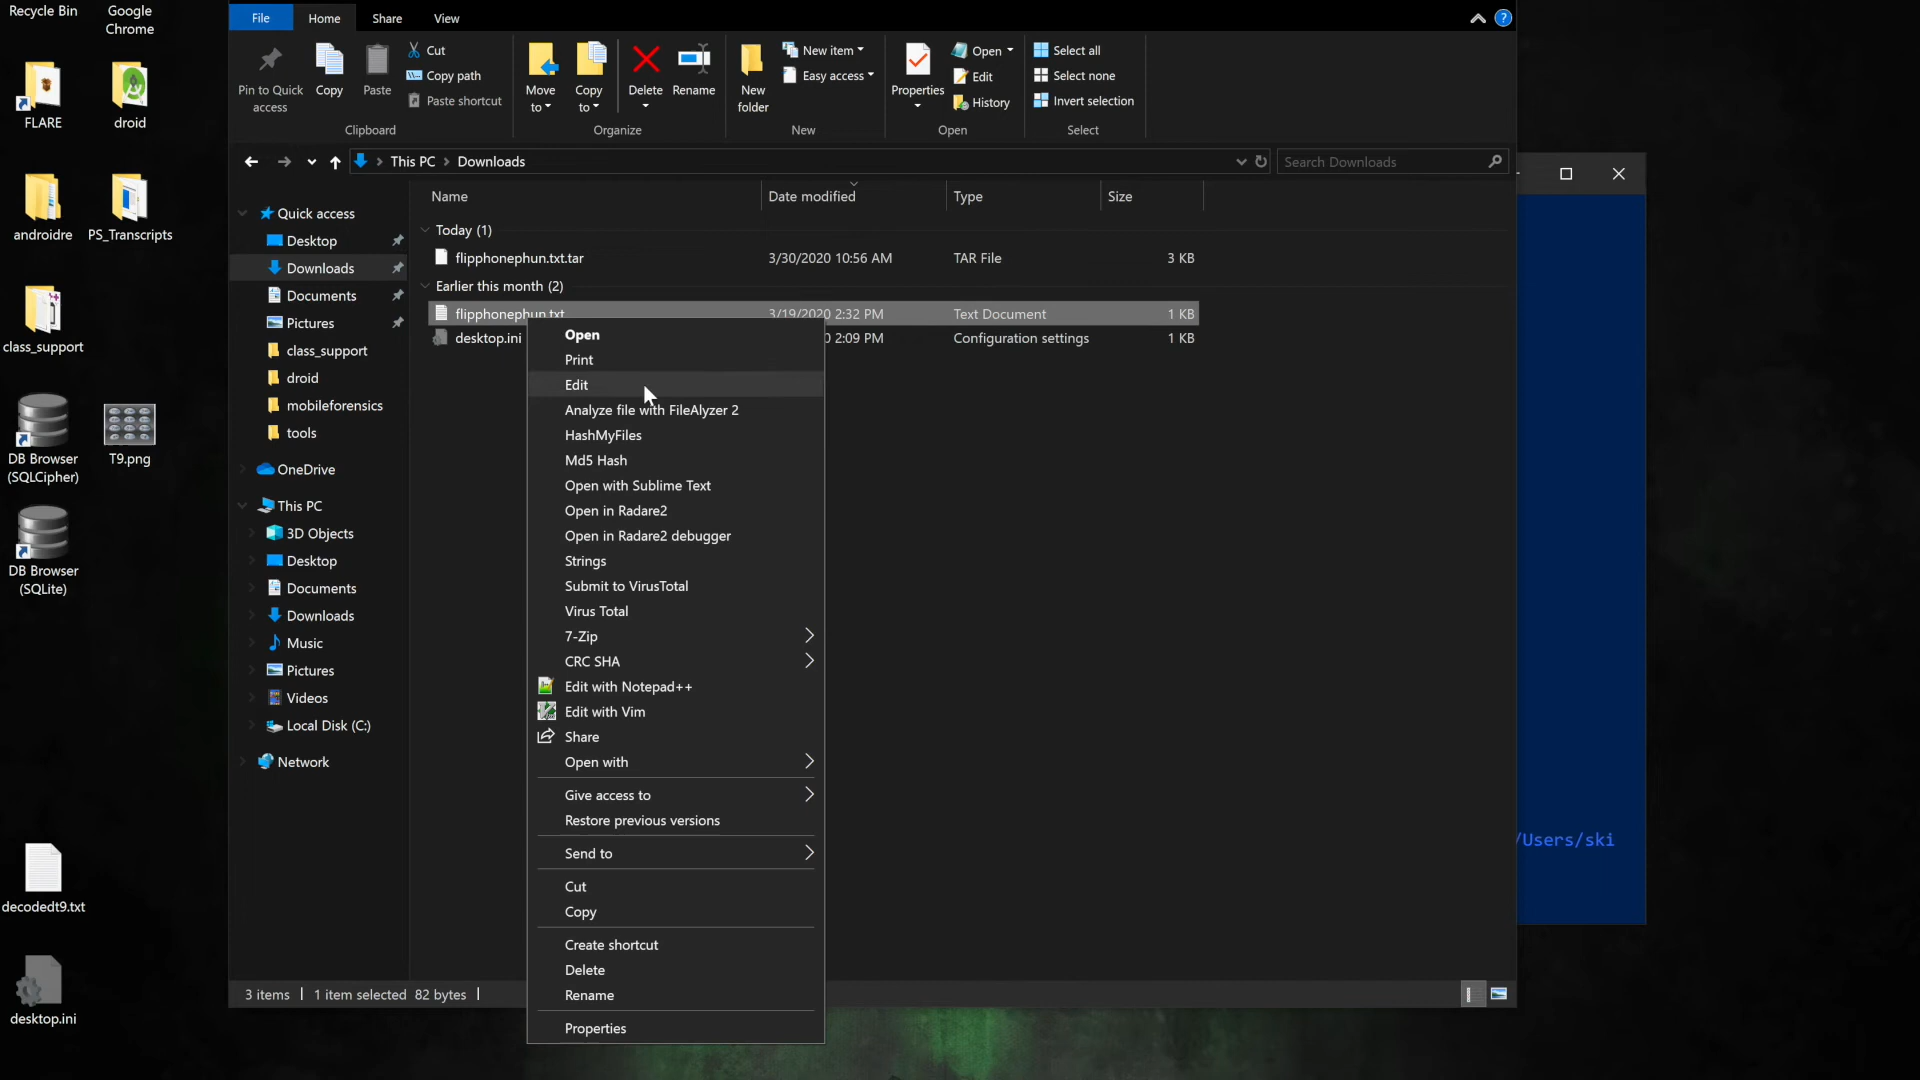 Recycle Bin
Google
Chrome
FLARE
droid
androidre
PS_Transcripts
class_support
DB Browser
(SQLCipher)
T9.png
DB Browser
(SQLite)
decodedt9.txt
desktop.ini
File
Home
Share
View
?
Pin to Quick
access
Copy
Paste
Cut
Copy path
Paste shortcut
Clipboard
Move
to
Copy
to
Delete
Rename
Organize
New
folder
New item
Easy access
New
Properties
Open
Edit
History
Open
Select all
Select none
Invert selection
Select
This PC
Downloads
Search Downloads
Quick access
Desktop
Downloads
Documents
Pictures
class_support
droid
mobileforensics
tools
OneDrive
This PC
3D Objects
Desktop
Documents
Downloads
Music
Pictures
Videos
Local Disk (C:)
Network
Name
Date modified
Type
Size
Today (1)
flipphonephun.txt.tar
3/30/2020 10:56 AM
TAR File
3 KB
Earlier this month (2)
flipphonephun.txt
3/19/2020 2:32 PM
Text Document
1 KB
desktop.ini
0 2:09 PM
Configuration settings
1 KB
Open
Print
Edit
Analyze file with FileAlyzer 2
HashMyFiles
Md5 Hash
Open with Sublime Text
Open in Radare2
Open in Radare2 debugger
Strings
Submit to VirusTotal
Virus Total
7-Zip
CRC SHA
Edit with Notepad++
Edit with Vim
Share
Open with
Give access to
Restore previous versions
Send to
Cut
Copy
Create shortcut
Delete
Rename
Properties
3 items
1 item selected 82 bytes
/Users/ski